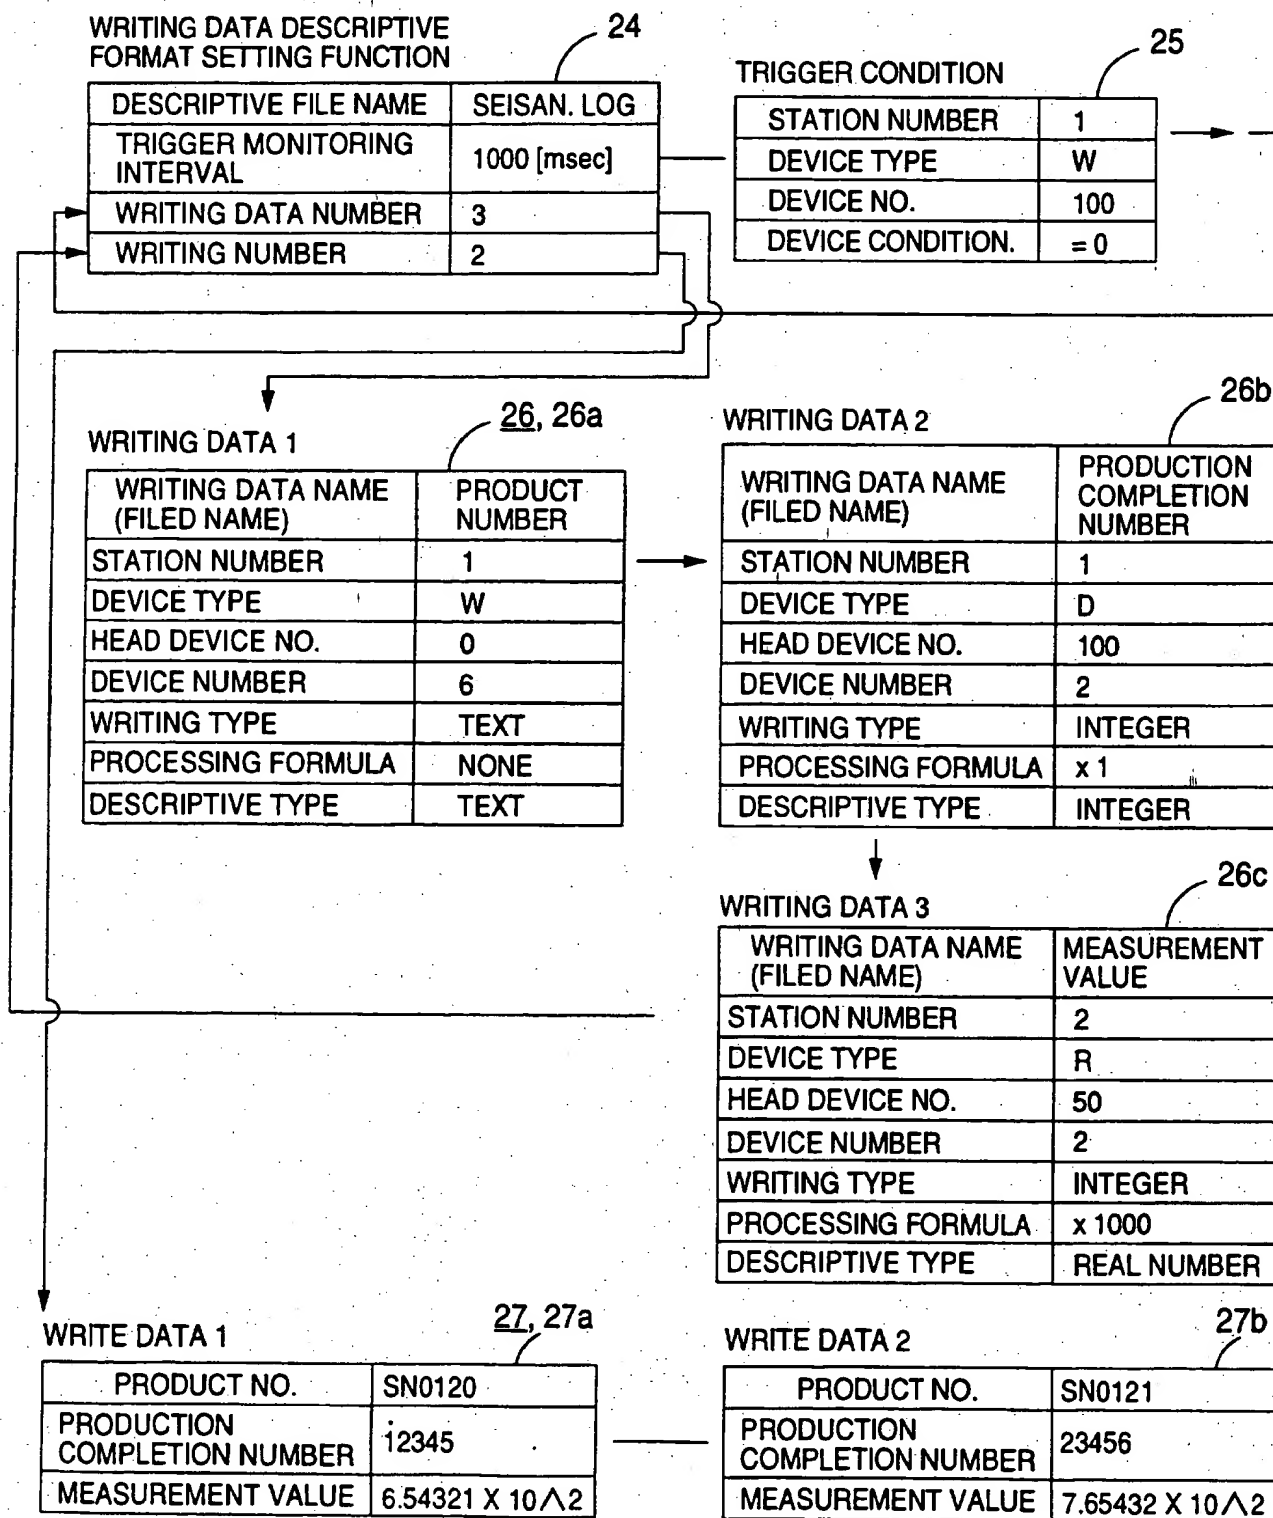 WRITING DATA DESCRIPTIVE
FORMAT SETTING FUNCTION
24
DESCRIPTIVE FILE NAME SEISAN. LOG
TRIGGER MONITORING
INTERVAL
1000 [msec]
WRITING DATA NUMBER 3
WRITING NUMBER 2
25
TRIGGER CONDITION
STATION NUMBER 1
DEVICE TYPE W
DEVICE NO. 100
DEVICE CONDITION. = 0
26, 26a
WRITING DATA 1
WRITING DATA NAME
(FILED NAME)
PRODUCT
NUMBER
STATION NUMBER 1
DEVICE TYPE W
HEAD DEVICE NO. 0
DEVICE NUMBER 6
WRITING TYPE TEXT
PROCESSING FORMULA NONE
DESCRIPTIVE TYPE TEXT
26b
WRITING DATA 2
WRITING DATA NAME
(FILED NAME)
PRODUCTION
COMPLETION
NUMBER
STATION NUMBER 1
DEVICE TYPE D
HEAD DEVICE NO. 100
DEVICE NUMBER 2
WRITING TYPE INTEGER
PROCESSING FORMULA x 1
DESCRIPTIVE TYPE INTEGER
26c
WRITING DATA 3
WRITING DATA NAME
(FILED NAME)
MEASUREMENT
VALUE
STATION NUMBER 2
DEVICE TYPE R
HEAD DEVICE NO. 50
DEVICE NUMBER 2
WRITING TYPE INTEGER
PROCESSING FORMULA x 1000
DESCRIPTIVE TYPE REAL NUMBER
27, 27a
WRITE DATA 1
PRODUCT NO. SN0120
PRODUCTION
COMPLETION NUMBER
12345
MEASUREMENT VALUE 6.54321 X 10∧2
27b
WRITE DATA 2
PRODUCT NO. SN0121
PRODUCTION
COMPLETION NUMBER
23456
MEASUREMENT VALUE 7.65432 X 10∧2